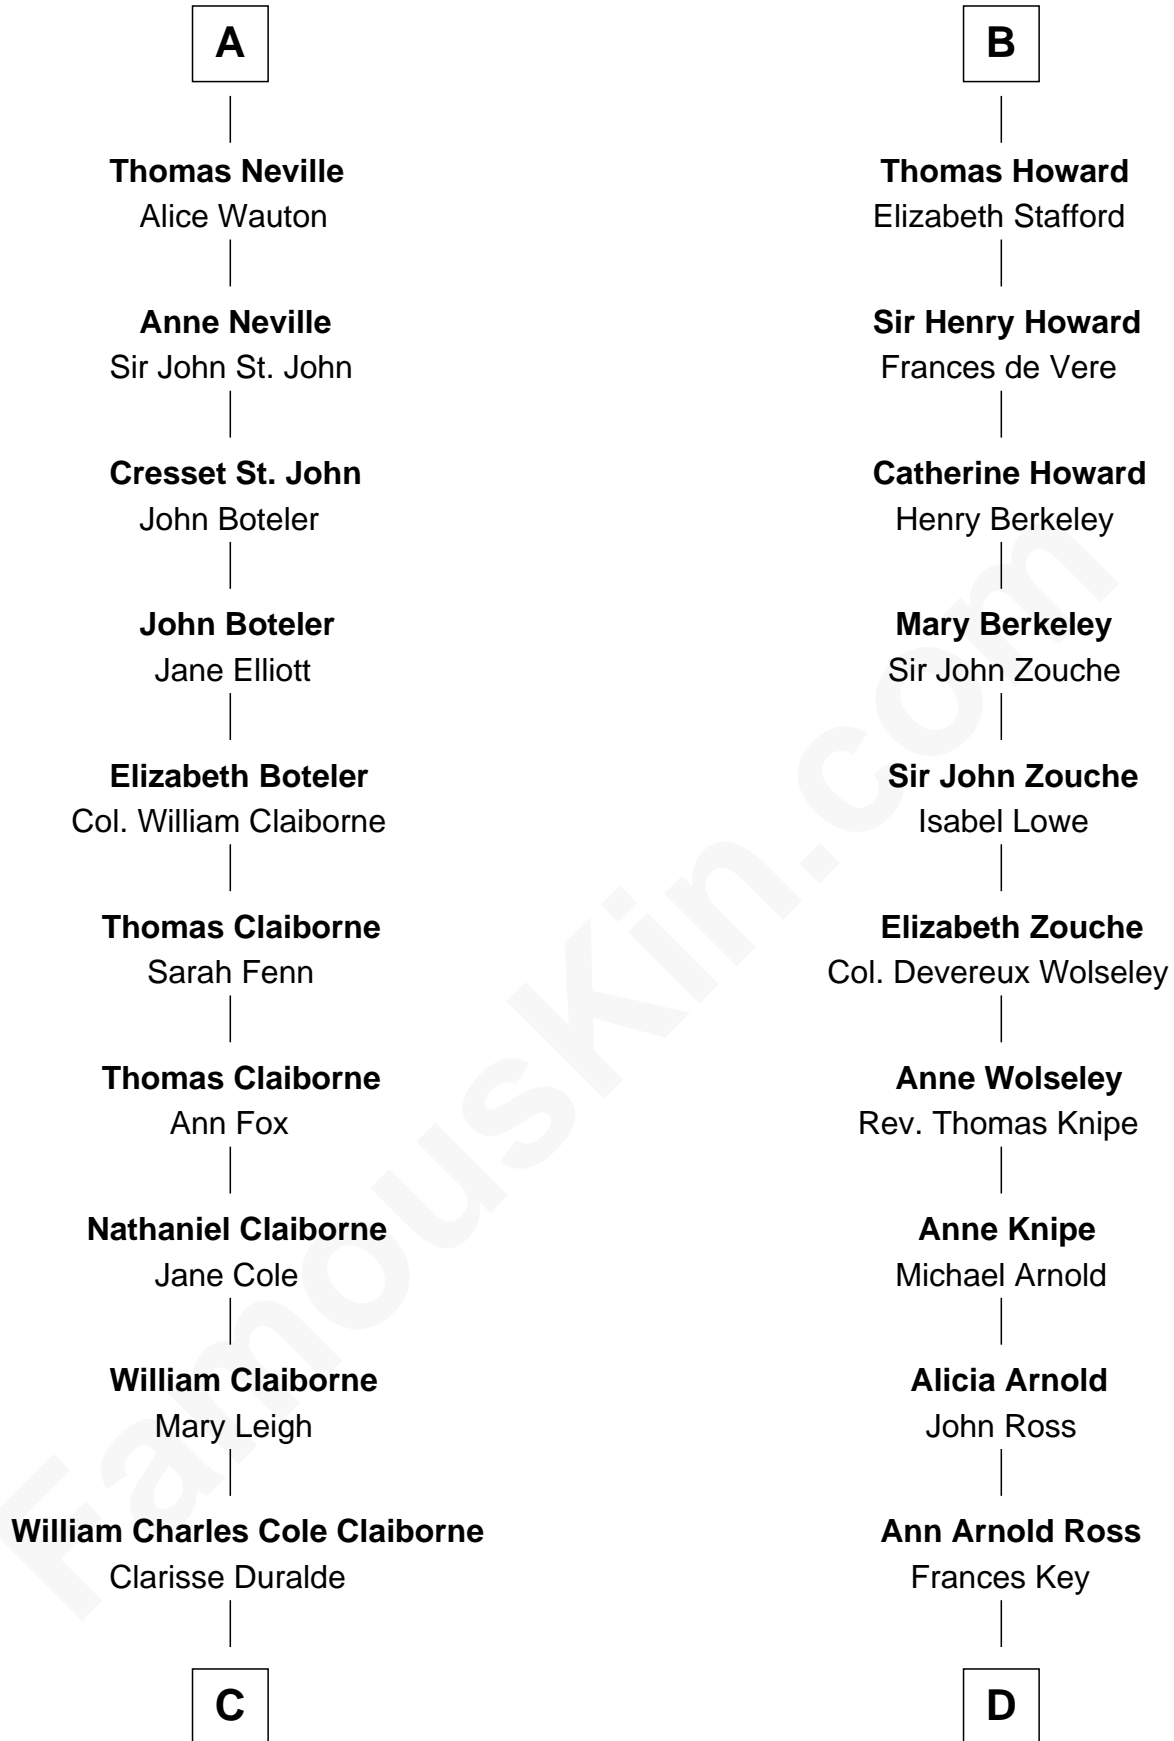 A
Thomas Neville
Alice Wauton
Anne Neville
Sir John St. John
Cresset St. John
John Boteler
John Boteler
Jane Elliott
Elizabeth Boteler
Col. William Claiborne
Thomas Claiborne
Sarah Fenn
Thomas Claiborne
Ann Fox
Nathaniel Claiborne
Jane Cole
William Claiborne
Mary Leigh
William Charles Cole Claiborne
Clarisse Duralde
C
B
Thomas Howard
Elizabeth Stafford
Sir Henry Howard
Frances de Vere
Catherine Howard
Henry Berkeley
Mary Berkeley
Sir John Zouche
Sir John Zouche
Isabel Lowe
Elizabeth Zouche
Col. Devereux Wolseley
Anne Wolseley
Rev. Thomas Knipe
Anne Knipe
Michael Arnold
Alicia Arnold
John Ross
Ann Arnold Ross
Frances Key
D
FamousKin.com